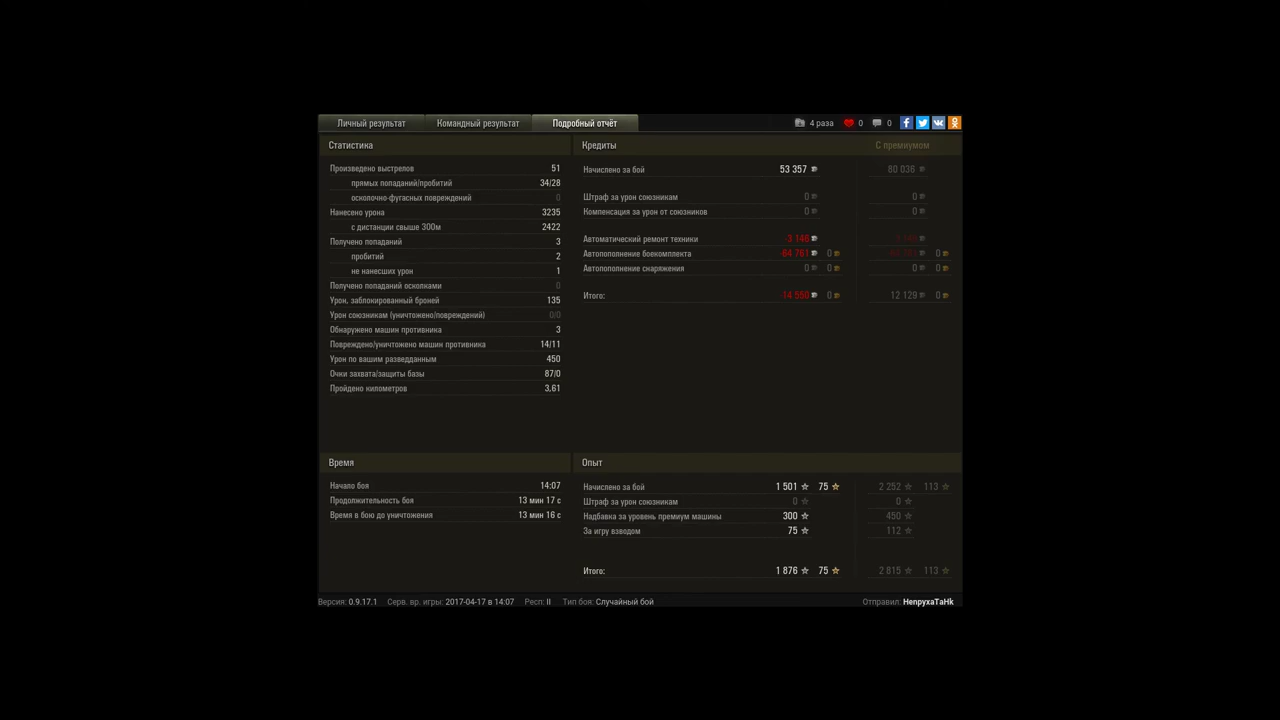 Личный результат Командный результат Подробный отчёт 4 раза 0 0
Статистика
Произведено выстрелов 51
прямых попаданий/пробитий 34/28
осколочно-фугасных повреждений 0
Нанесено урона 3235
с дистанции свыше 300м 2422
Получено попаданий 3
пробитий 2
не нанесших урон 1
Получено попаданий осколками 0
Урон, заблокированный броней 135
Урон союзникам (уничтожено/повреждений) 0/0
Обнаружено машин противника 3
Повреждено/уничтожено машин противника 14/11
Урон по вашим разведданным 450
Очки захвата/защиты базы 87/0
Пройдено километров 3,61
Кредиты С премиумом
Начислено за бой 53 357 80 036
Штраф за урон союзникам 0 0
Компенсация за урон от союзников 0 0
Автоматический ремонт техники -3 146
Автопополнение боекомплекта -64 761 0 0
Автопополнение снаряжения 0 0 0 0
Итого: -14 550 0 12 129 0
Время
Начало боя 14:07
Продолжительность боя 13 мин 17 с
Время в бою до уничтожения 13 мин 16 с
Опыт
Начислено за бой 1 501 75 2 252 113
Штраф за урон союзникам 0 0
Надбавка за уровень премиум машины 300 450
За игру взводом 75 112
Итого: 1 876 75 2 815 113
Версия: 0.9.17.1 Серв. вр. игры: 2017-04-17 в 14:07 Респ: II Тип боя: Случайный бой Отправил: HenpyxaTaHk